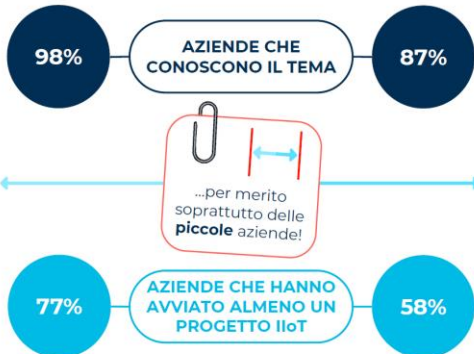 98%
AZIENDE CHE
CONOSCONO IL TEMA
87%
...per merito
soprattutto delle
piccole aziende!
77%
AZIENDE CHE HANNO
AVVIATO ALMENO UN
PROGETTO IIoT
58%